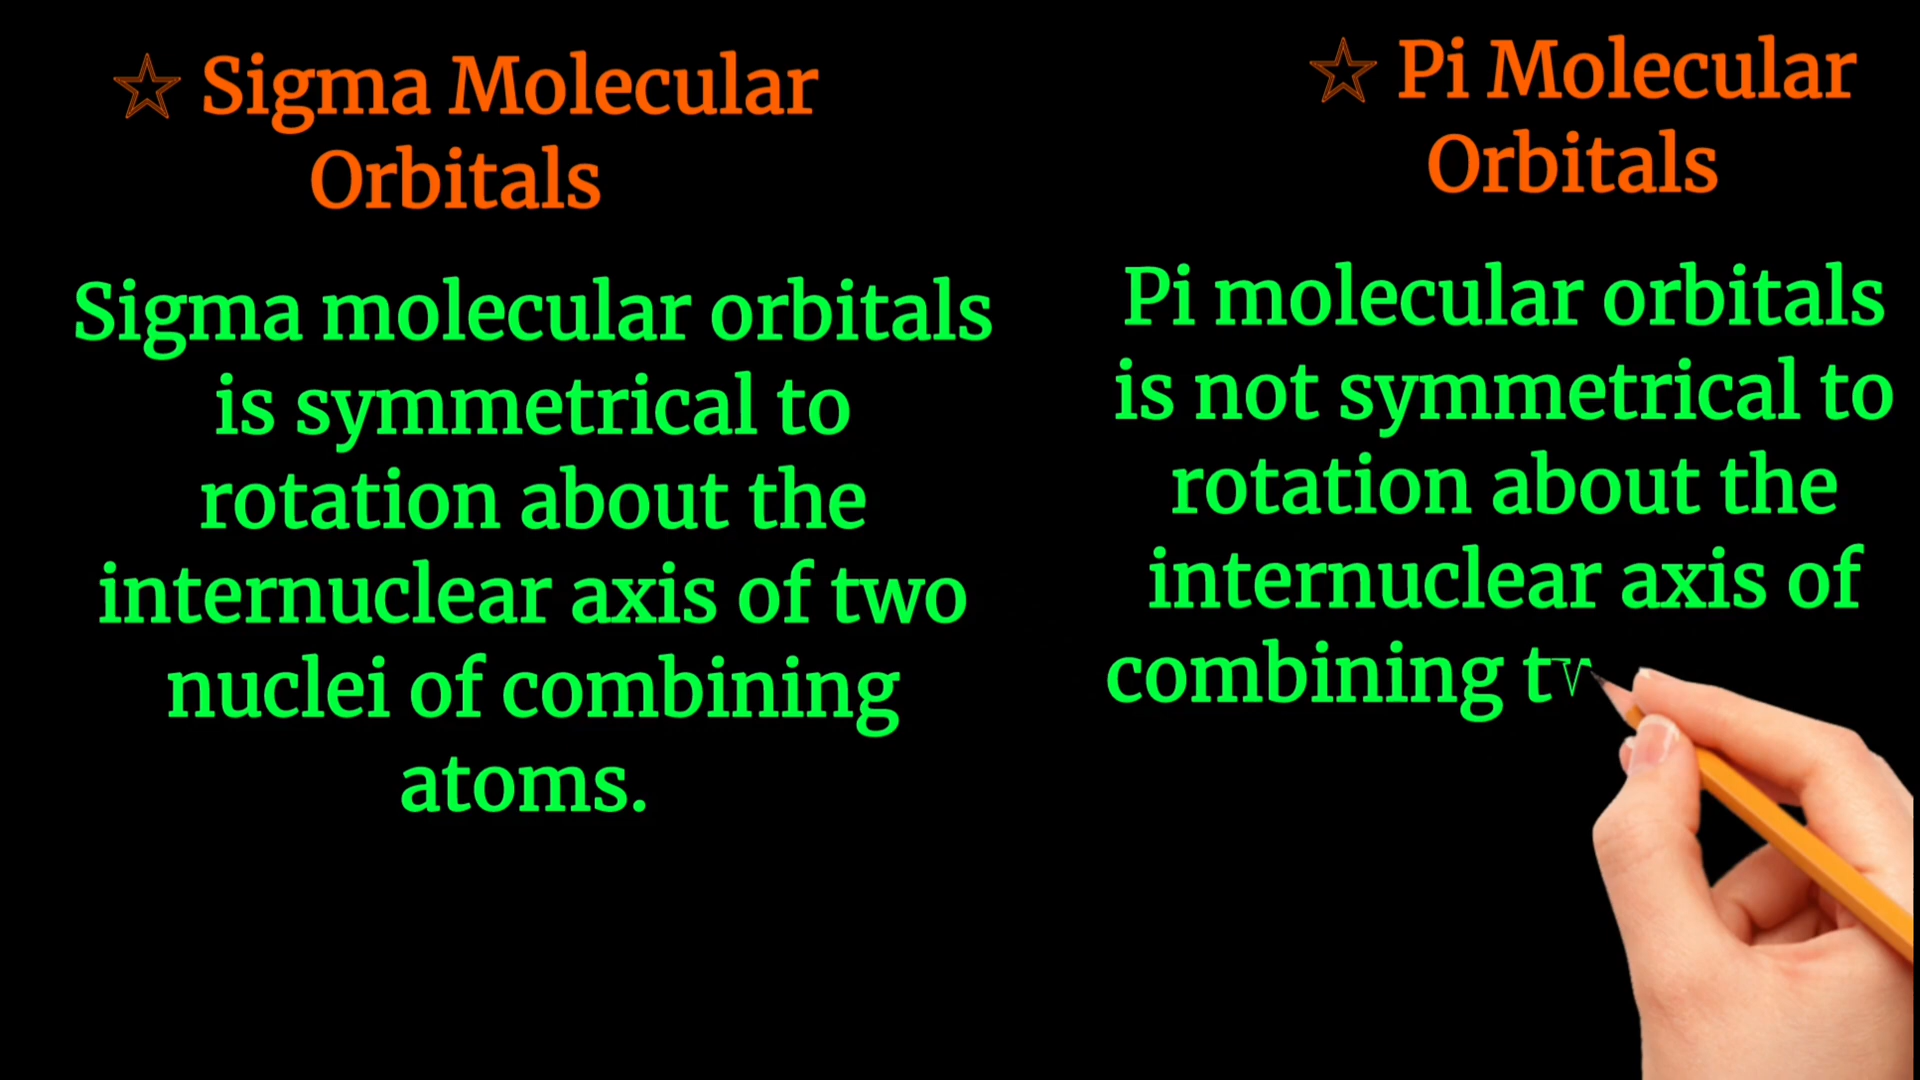 ☆ Sigma Molecular
Orbitals
Sigma molecular orbitals
is symmetrical to
rotation about the
internuclear axis of two
nuclei of combining
atoms.
☆ Pi Molecular
Orbitals
Pi molecular orbitals
is not symmetrical to
rotation about the
internuclear axis of
combining